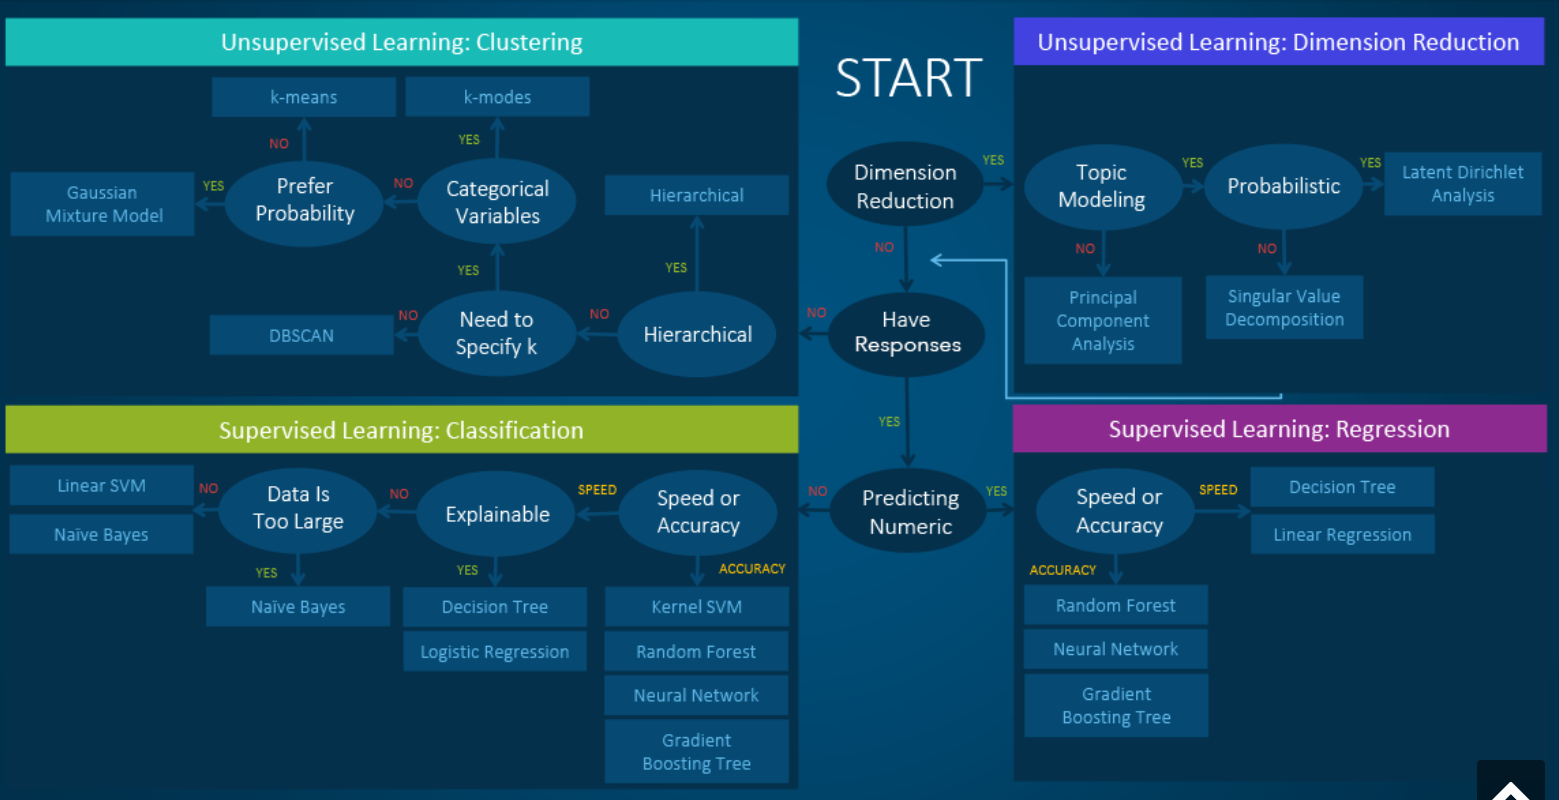 Unsupervised Learning: Clustering
k-means
k-modes
NO
YES
Gaussian
Mixture Model
YES
Prefer
Probability
NO
Categorical
Variables
Hierarchical
YES
YES
DBSCAN
NO
Need to
Specify k
NO
Hierarchical
START
Dimension
Reduction
YES
NO
NO
Have
Responses
YES
NO
Predicting
Numeric
YES
Unsupervised Learning: Dimension Reduction
Topic
Modeling
YES
Probabilistic
YES
Latent Dirichlet
Analysis
NO
NO
Principal
Component
Analysis
Singular Value
Decomposition
Supervised Learning: Classification
Linear SVM
Naïve Bayes
NO
Data Is
Too Large
NO
Explainable
SPEED
Speed or
Accuracy
YES
YES
ACCURACY
Naïve Bayes
Decision Tree
Logistic Regression
Kernel SVM
Random Forest
Neural Network
Gradient
Boosting Tree
Supervised Learning: Regression
Speed or
Accuracy
SPEED
Decision Tree
Linear Regression
ACCURACY
Random Forest
Neural Network
Gradient
Boosting Tree